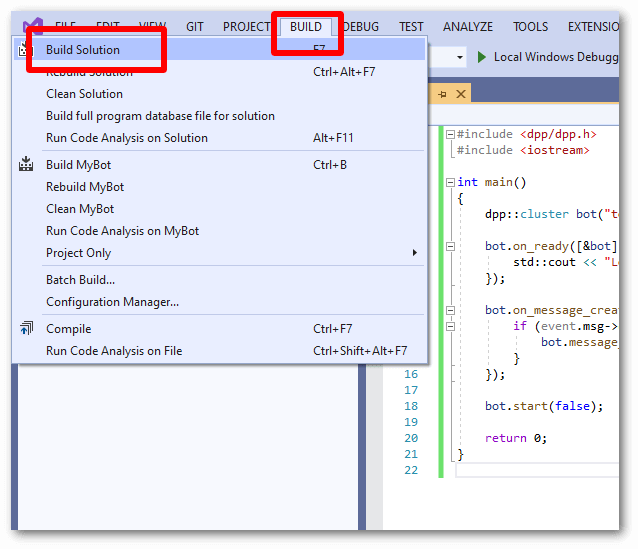 FILE EDIT VIEW GIT PROJECT BUILD DEBUG TEST ANALYZE TOOLS EXTENSIO
Build Solution F7
Local Windows Debugg
Rebuild Solution Ctrl+Alt+F7
Clean Solution
Build full program database file for solution
Run Code Analysis on Solution Alt+F11
Build MyBot Ctrl+B
Rebuild MyBot
Clean MyBot
Run Code Analysis on MyBot
Project Only
Batch Build...
Configuration Manager...
Compile Ctrl+F7
Run Code Analysis on File Ctrl+Shift+Alt+F7
#include <dpp/dpp.h>
#include <iostream>
int main()
{
dpp::cluster bot("to
bot.on_ready([&bot]
std::cout << "Lo
});
bot.on_message_crea
if (event.msg->
bot.message_
16 }
17 });
18 bot.start(false);
19
20 return 0;
21 }
22